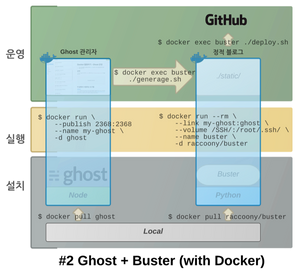 GitHub
$ docker exec buster ./deploy.sh
운영
Ghost 관리자
정적 블로그
$ docker exec buster
./generage.sh
./static/
실행
$ docker run \
--publish 2368:2368
--name my-ghost \
-d ghost
$ docker run --rm \
--link my-ghost:ghost \
--volume /SSH/:/root/.ssh/ \
--name buster \
-d raccoony/buster
설치
ghost
Buster
Node
Python
$ docker pull ghost
$ docker pull raccoony/buster
Local
#2 Ghost + Buster (with Docker)